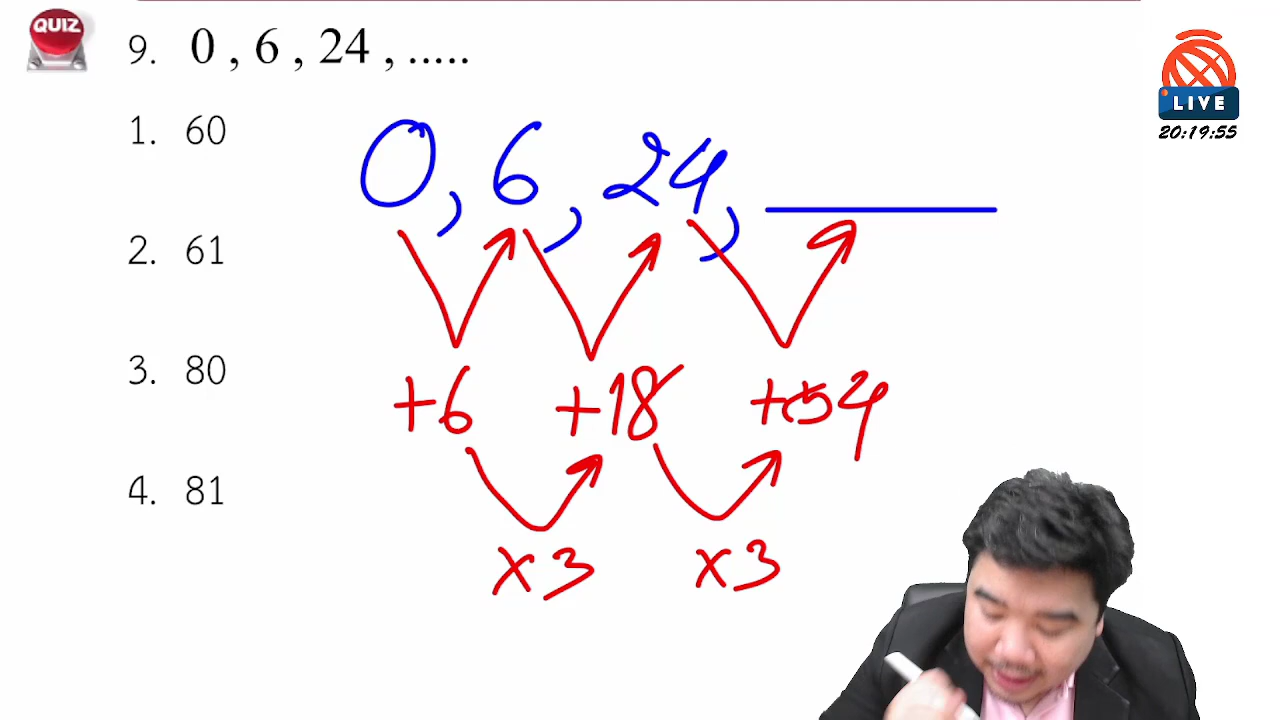 QUIZ
9. 0 , 6 , 24 , .....
LIVE
20:19:55
1. 60
0, 6, 24, ____
2. 61
3. 80
+6 +18 +54
4. 81
x3 x3